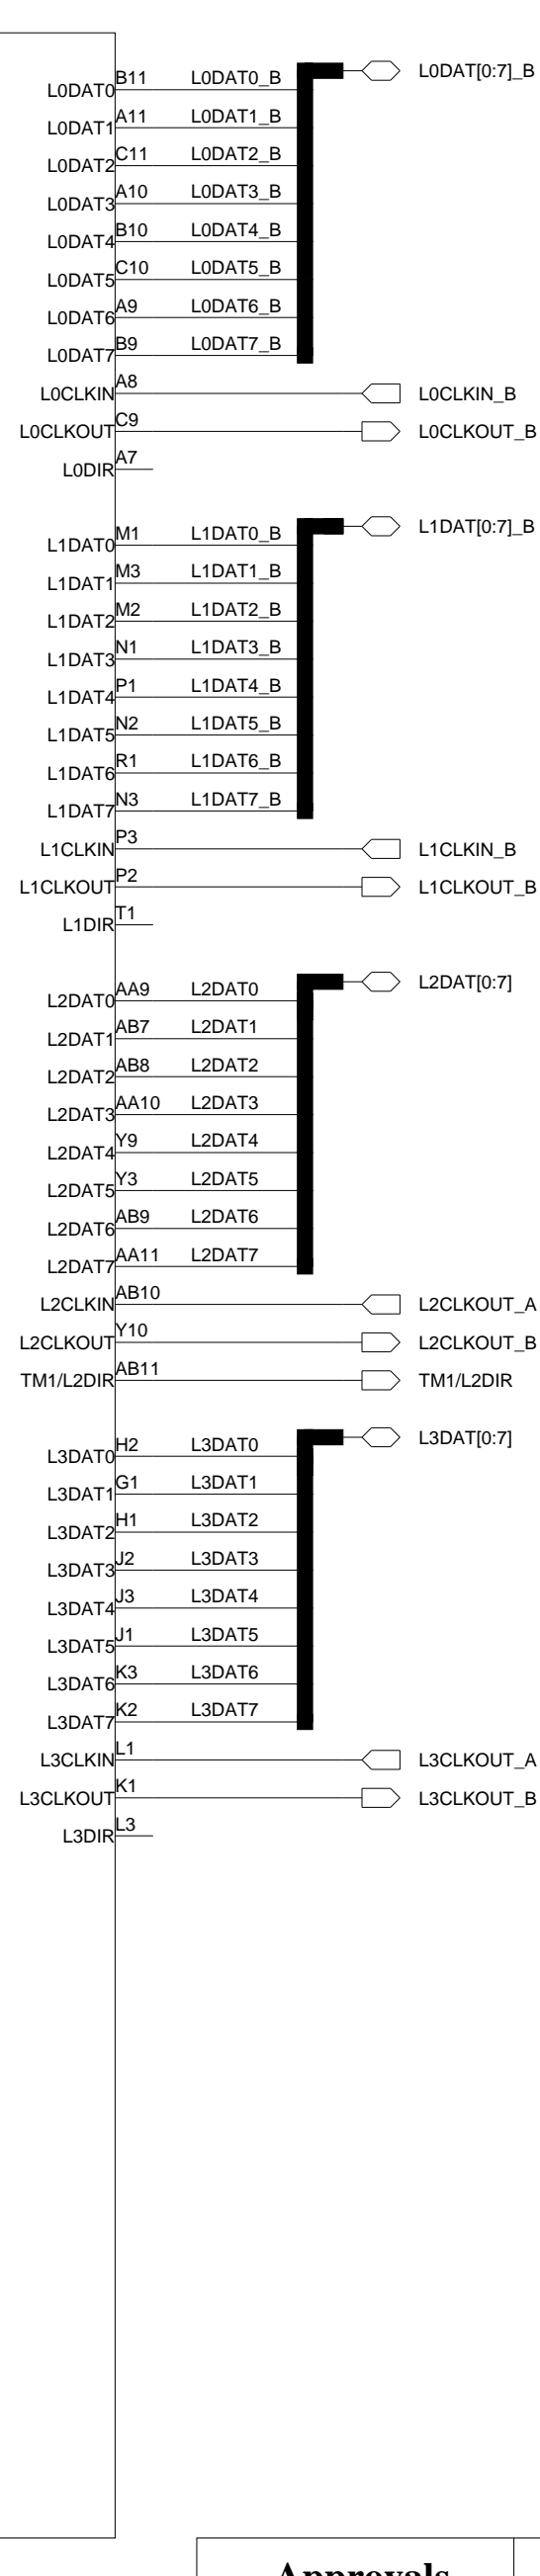 L0DAT0 B11 L0DAT0_B L0DAT[0:7]_B
L0DAT1 A11 L0DAT1_B
L0DAT2 C11 L0DAT2_B
L0DAT3 A10 L0DAT3_B
L0DAT4 B10 L0DAT4_B
L0DAT5 C10 L0DAT5_B
L0DAT6 A9 L0DAT6_B
L0DAT7 B9 L0DAT7_B
L0CLKIN A8 L0CLKIN_B
L0CLKOUT C9 L0CLKOUT_B
L0DIR A7
L1DAT0 M1 L1DAT0_B L1DAT[0:7]_B
L1DAT1 M3 L1DAT1_B
L1DAT2 M2 L1DAT2_B
L1DAT3 N1 L1DAT3_B
L1DAT4 P1 L1DAT4_B
L1DAT5 N2 L1DAT5_B
L1DAT6 R1 L1DAT6_B
L1DAT7 N3 L1DAT7_B
L1CLKIN P3 L1CLKIN_B
L1CLKOUT P2 L1CLKOUT_B
L1DIR T1
L2DAT0 AA9 L2DAT0 L2DAT[0:7]
L2DAT1 AB7 L2DAT1
L2DAT2 AB8 L2DAT2
L2DAT3 AA10 L2DAT3
L2DAT4 Y9 L2DAT4
L2DAT5 Y3 L2DAT5
L2DAT6 AB9 L2DAT6
L2DAT7 AA11 L2DAT7
L2CLKIN AB10 L2CLKOUT_A
L2CLKOUT Y10 L2CLKOUT_B
TM1/L2DIR AB11 TM1/L2DIR
L3DAT0 H2 L3DAT0 L3DAT[0:7]
L3DAT1 G1 L3DAT1
L3DAT2 H1 L3DAT2
L3DAT3 J2 L3DAT3
L3DAT4 J3 L3DAT4
L3DAT5 J1 L3DAT5
L3DAT6 K3 L3DAT6
L3DAT7 K2 L3DAT7
L3CLKIN L1 L3CLKOUT_A
L3CLKOUT K1 L3CLKOUT_B
L3DIR L3
Approvals